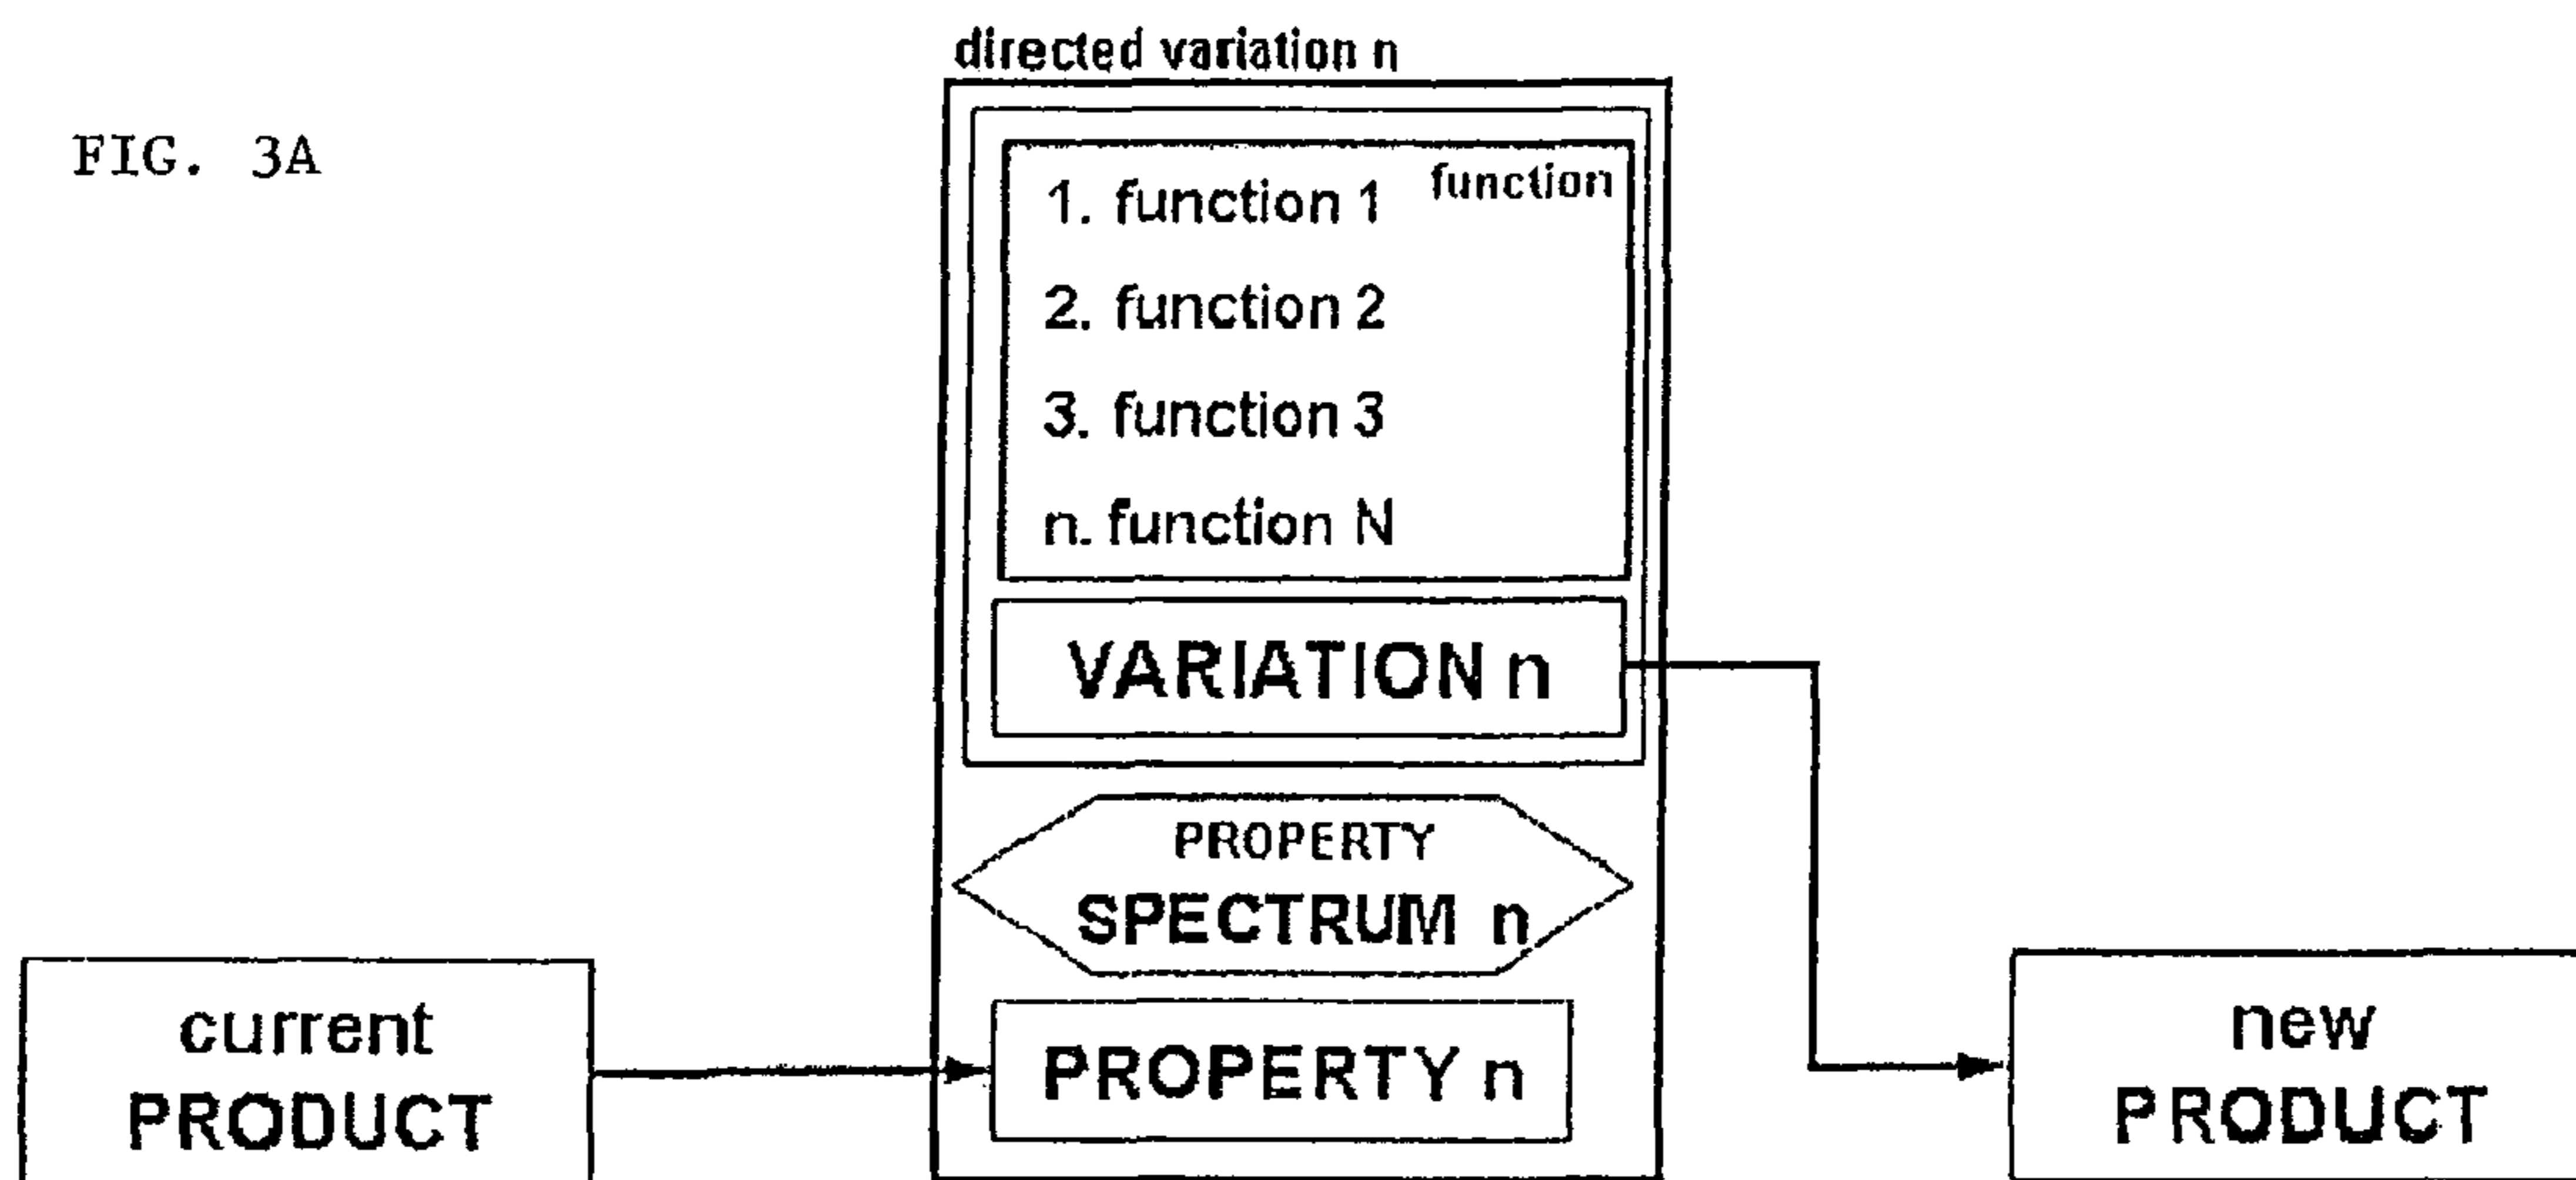 directed variation n
FIG. 3A
function
1. function 1
2. function 2
3. function 3
n. function N
VARIATION n
PROPERTY
SPECTRUM n
current
PRODUCT
PROPERTY n
new
PRODUCT